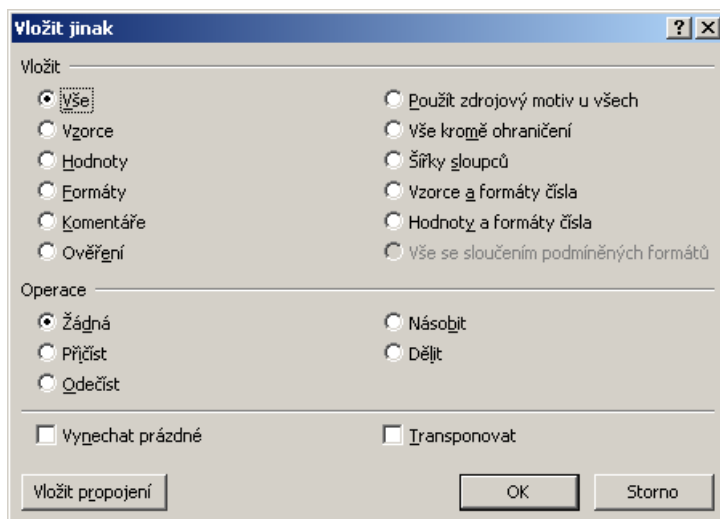 Vložit jinak
Vložit
Vše
Použít zdrojový motiv u všech
Vzorce
Vše kromě ohraničení
Hodnoty
Šířky sloupců
Formáty
Vzorce a formáty čísla
Komentáře
Hodnoty a formáty čísla
Ověření
Vše se sloučením podmíněných formátů
Operace
Žádná
Násobit
Přičíst
Dělit
Odečíst
Vynechat prázdné
Transponovat
Vložit propojení
OK
Storno